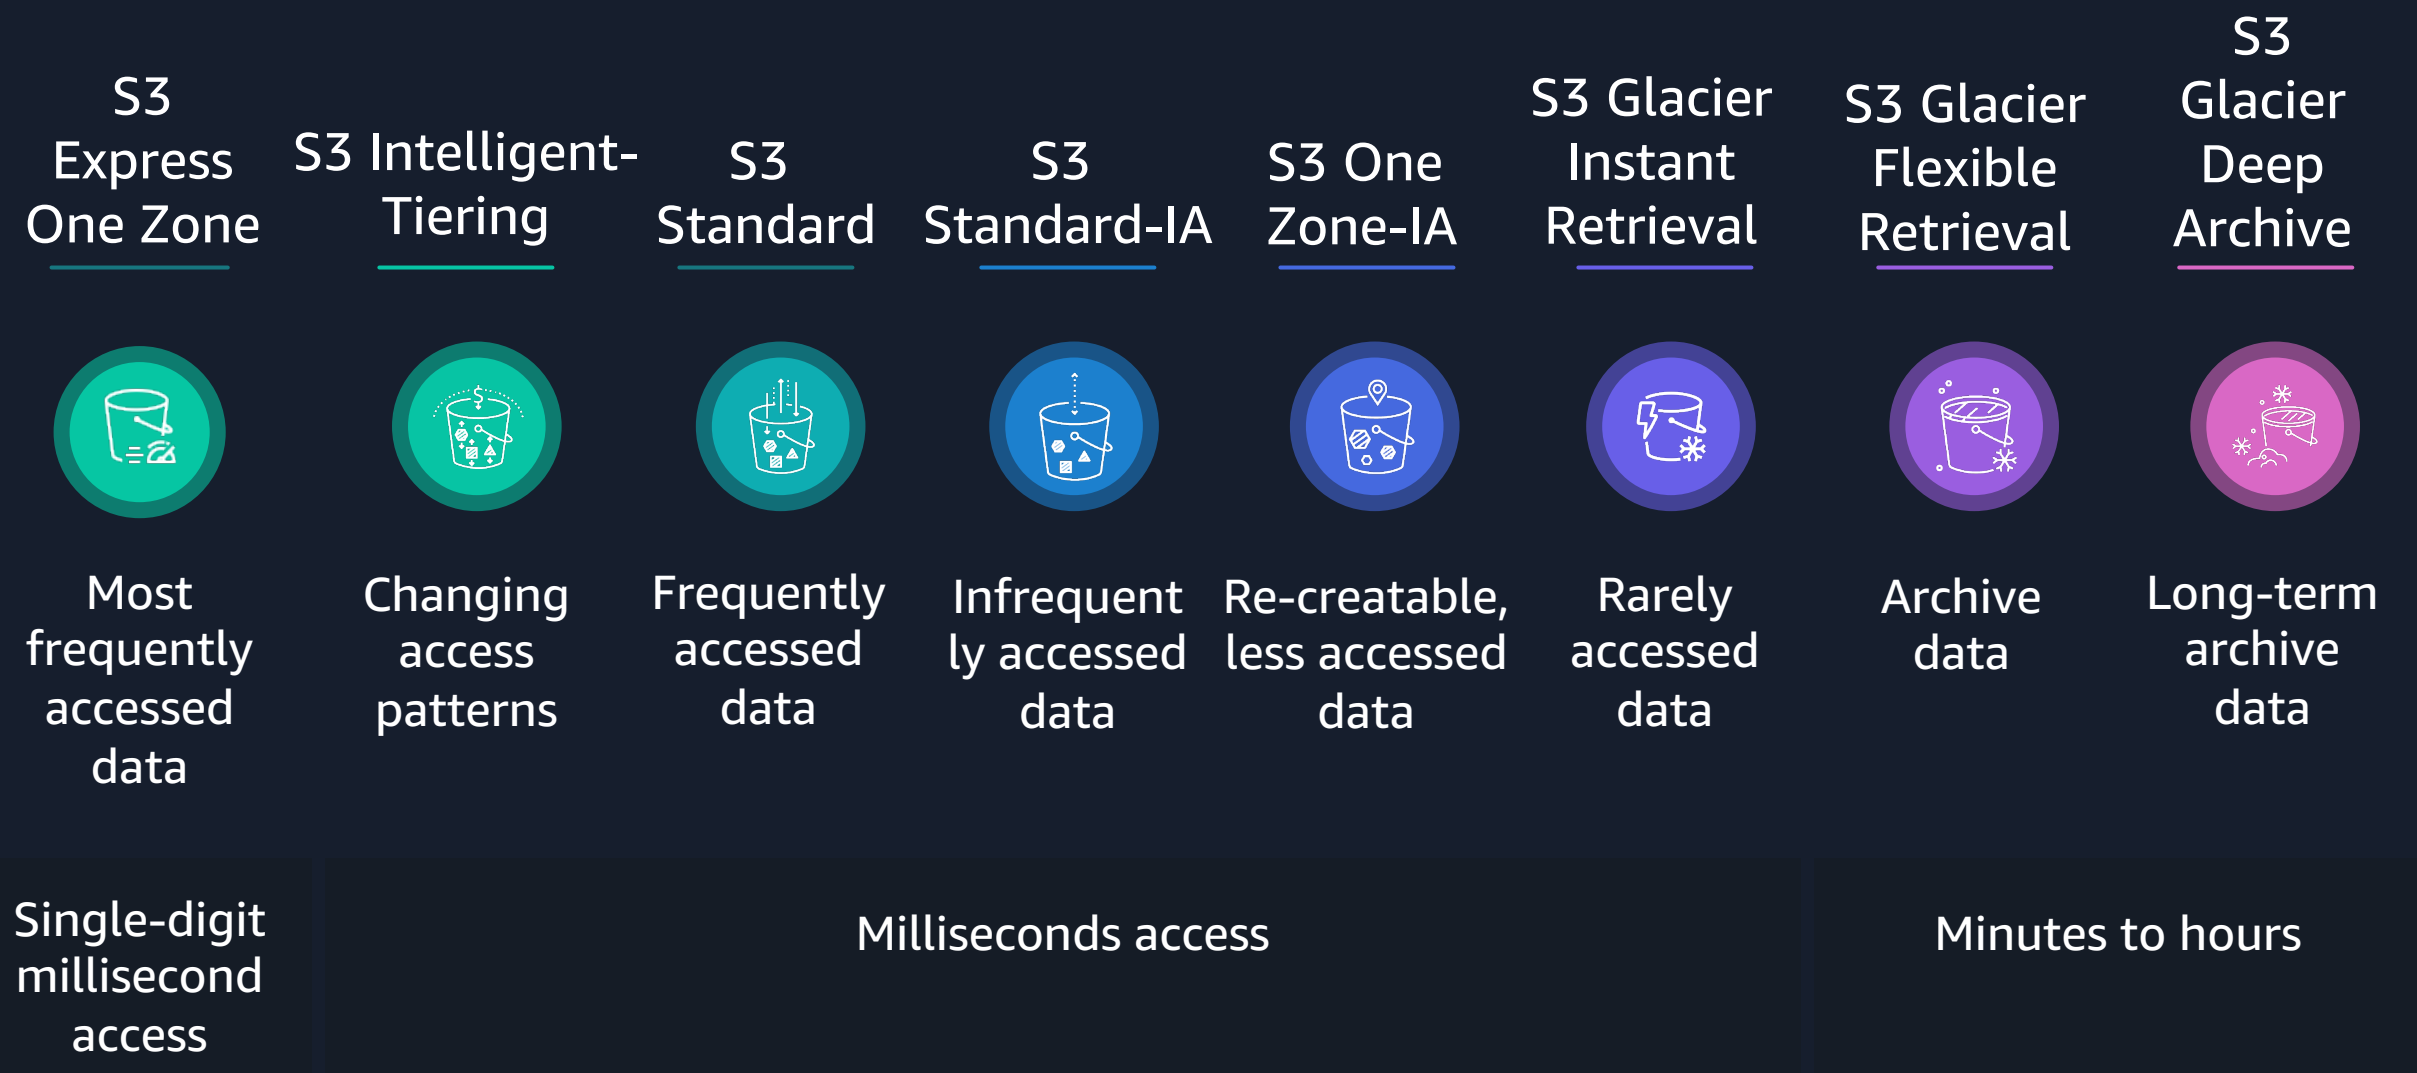 S3
Express
One Zone
S3 Intelligent-
Tiering
S3
Standard
S3
Standard-IA
S3 One
Zone-IA
S3 Glacier
Instant
Retrieval
S3 Glacier
Flexible
Retrieval
S3
Glacier
Deep
Archive
$
Most
frequently
accessed
data
Changing
access
patterns
Frequently
accessed
data
Infrequent
ly accessed
data
Re-creatable,
less accessed
data
Rarely
accessed
data
Archive
data
Long-term
archive
data
Single-digit
millisecond
access
Milliseconds access
Minutes to hours